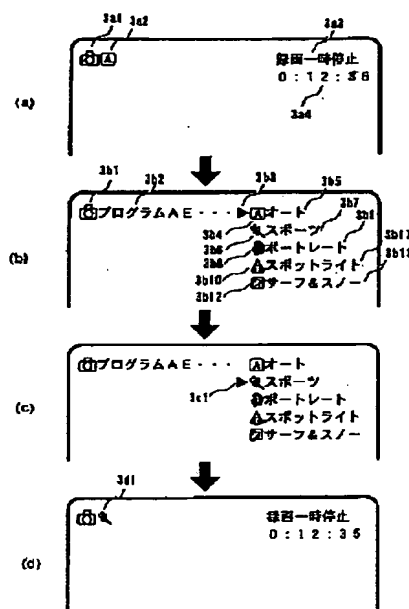 3a1 3a2 3a3
A 録画一時停止
0:12:36
3a4
(a)
3b1 3b2 3b3 3b5
プログラムAE・・・・▶Aオート
3b4 スポーツ 3b7
3b6 ポートレート
3b8 スポットライト
3b10 サーフ&スノー 3b13
3b12
(b)
プログラムAE・・・ Aオート
▶スポーツ
3c1 ポートレート
スポットライト
サーフ&スノー
(c)
3d1
録画一時停止
0:12:35
(d)